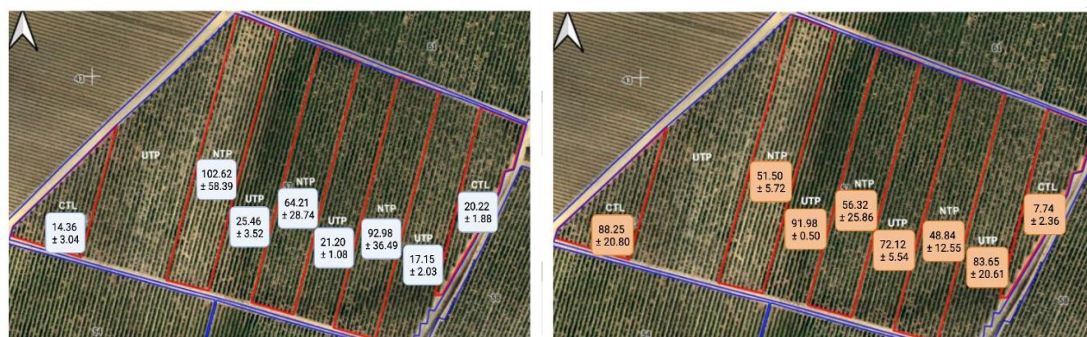 UTP
NTP
102.62
± 58.39
NTP
64.21
± 28.74
CTL
20.22
± 1.88
CTL
14.36
± 3.04
UTP
25.46
± 3.52
UTP
21.20
± 1.08
NTP
92.98
± 36.49
UTP
17.15
± 2.03
UTP
NTP
51.50
± 5.72
NTP
56.32
± 25.86
CTL
7.74
± 2.36
CTL
88.25
± 20.80
UTP
91.98
± 0.50
UTP
72.12
± 5.54
NTP
48.84
± 12.55
UTP
83.65
± 20.61